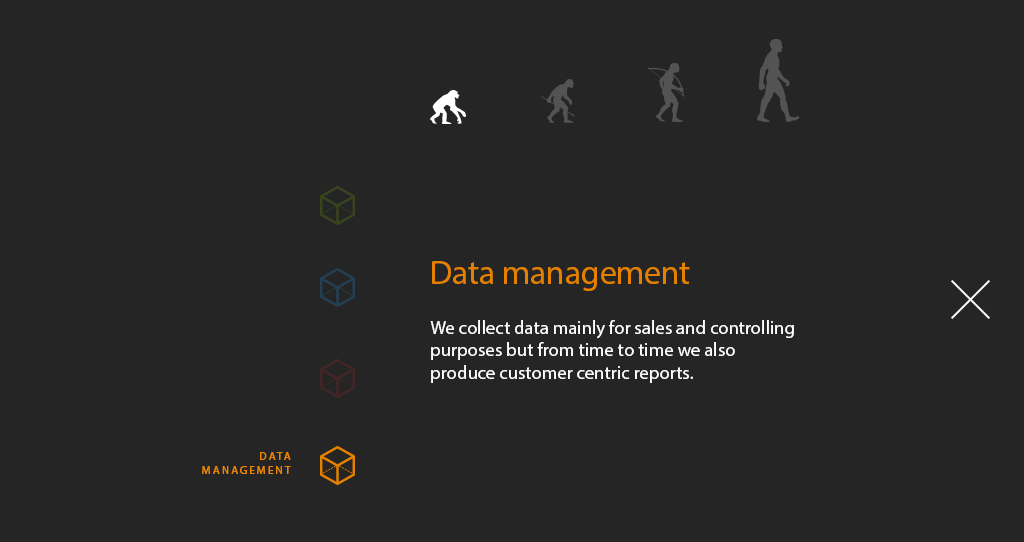 Data management
We collect data mainly for sales and controlling
purposes but from time to time we also
produce customer centric reports.
DATA
MANAGEMENT